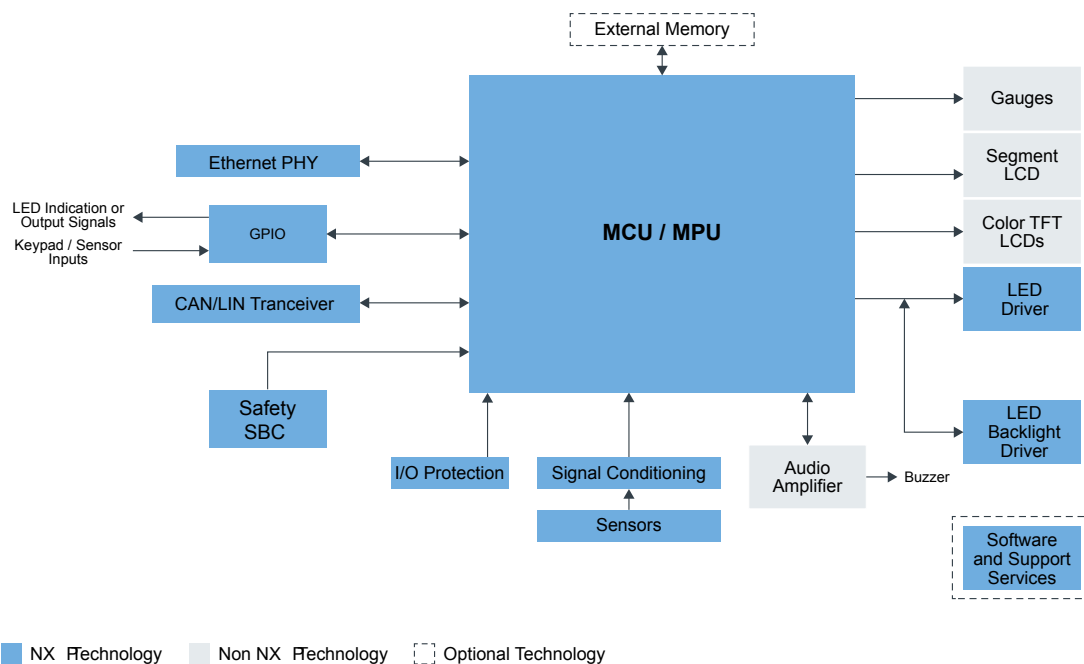 External Memory
Gauges
Segment
LCD
Color TFT
LCDs
LED
Driver
LED
Backlight
Driver
Ethernet PHY
LED Indication or
Output Signals
Keypad / Sensor
Inputs
GPIO
MCU / MPU
CAN/LIN Tranceiver
Safety
SBC
I/O Protection
Signal Conditioning
Sensors
Audio
Amplifier
Buzzer
Software
and Support
Services
NXP Technology
Non NXP Technology
Optional Technology